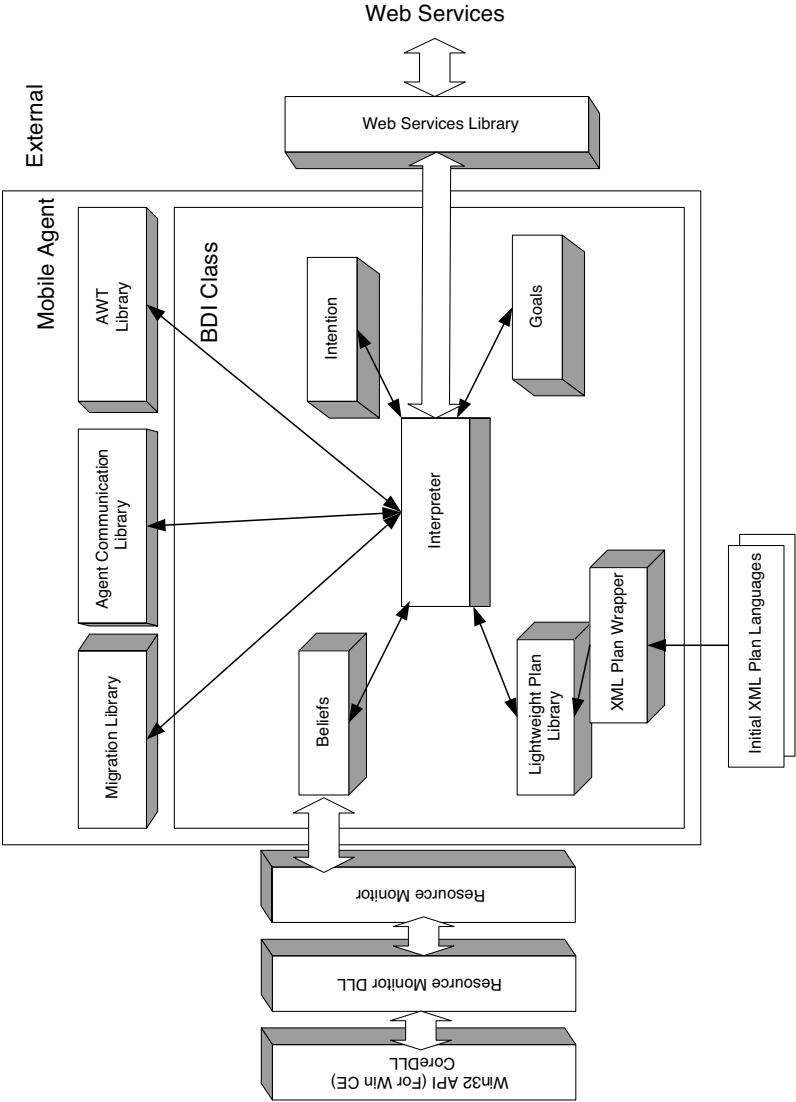 Web Services
Web Services Library
External
Mobile Agent
AWT
Library
Agent Communication
Library
Migration Library
BDI Class
Intention
Goals
Interpreter
Beliefs
Lightweight Plan
Library
XML Plan Wrapper
Initial XML Plan Languages
Resource Monitor
Resource Monitor DLL
Win32 API (For Win CE)
CoreDLL